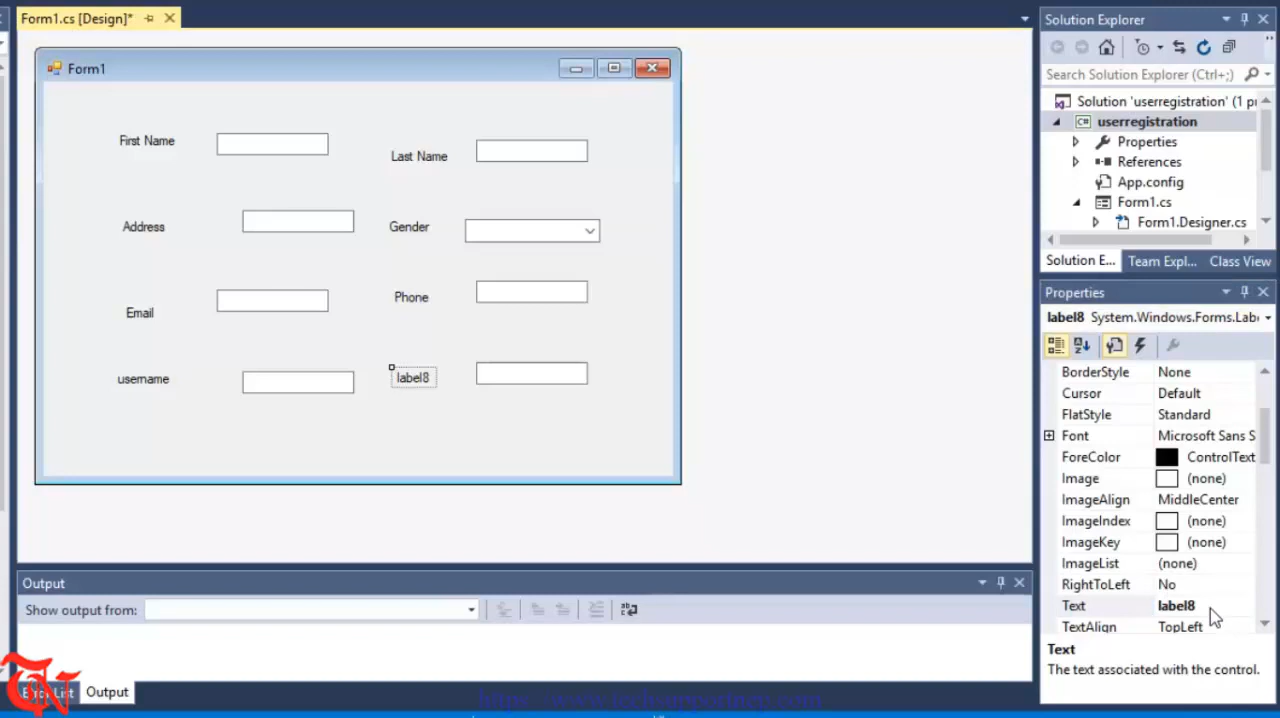 Form1.cs [Design]*
Form1
First Name
Last Name
Address
Gender
Email
Phone
username
label8
Output
Show output from:
Error List
Output
Solution Explorer
Search Solution Explorer (Ctrl+;)
Solution 'userregistration' (1 p
C# userregistration
Properties
References
App.config
Form1.cs
Form1.Designer.cs
Solution E...
Team Expl...
Class View
Properties
label8 System.Windows.Forms.Lab
BorderStyle None
Cursor Default
FlatStyle Standard
Font Microsoft Sans S
ForeColor ControlText
Image (none)
ImageAlign MiddleCenter
ImageIndex (none)
ImageKey (none)
ImageList (none)
RightToLeft No
Text label8
TextAlign TopLeft
Text
The text associated with the control.